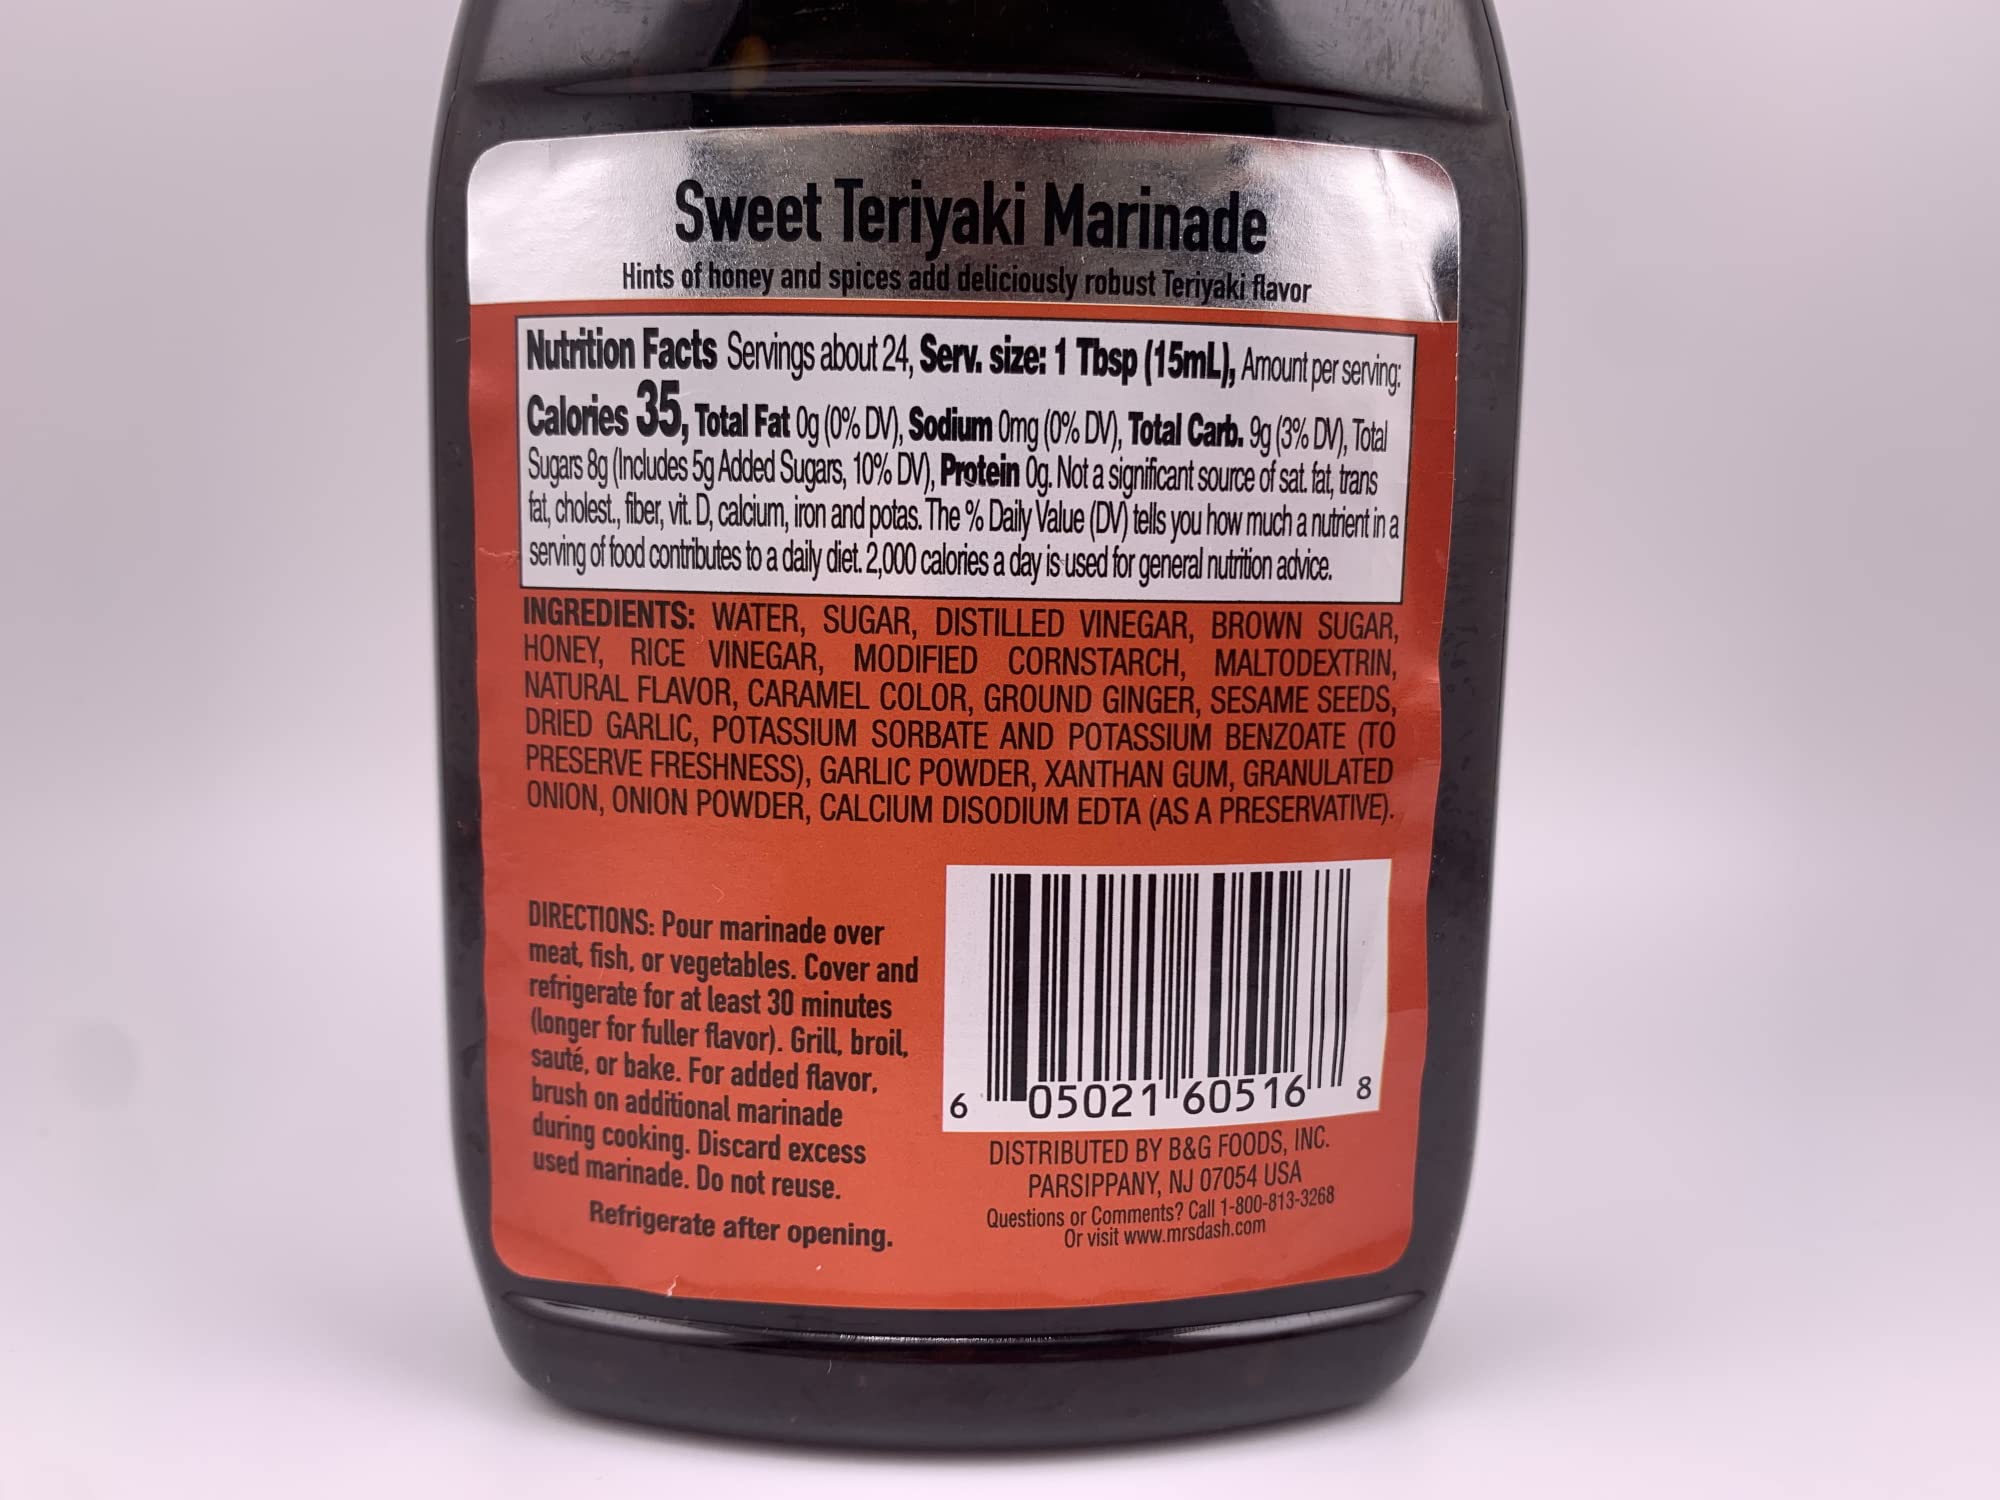 Sweet Teriyaki Marinade
Hints of honey and spices add deliciously robust Teriyaki flavor
Nutrition Facts Servings about 24, Serv. size: 1 Tbsp (15mL), Amount per serving:
Calories 35, Total Fat 0g (0% DV), Sodium 0mg (0% DV), Total Carb. 9g (3% DV), Total
Sugars 8g (Includes 5g Added Sugars, 10% DV), Protein 0g. Not a significant source of sat. fat, trans
fat, cholest., fiber, vit. D, calcium, iron and potas. The % Daily Value (DV) tells you how much a nutrient in a
serving of food contributes to a daily diet. 2,000 calories a day is used for general nutrition advice.
INGREDIENTS: WATER, SUGAR, DISTILLED VINEGAR, BROWN SUGAR,
HONEY, RICE VINEGAR, MODIFIED CORNSTARCH, MALTODEXTRIN,
NATURAL FLAVOR, CARAMEL COLOR, GROUND GINGER, SESAME SEEDS,
DRIED GARLIC, POTASSIUM SORBATE AND POTASSIUM BENZOATE (TO
PRESERVE FRESHNESS), GARLIC POWDER, XANTHAN GUM, GRANULATED
ONION, ONION POWDER, CALCIUM DISODIUM EDTA (AS A PRESERVATIVE).
DIRECTIONS: Pour marinade over
meat, fish, or vegetables. Cover and
refrigerate for at least 30 minutes
(longer for fuller flavor). Grill, broil,
sauté, or bake. For added flavor,
brush on additional marinade
during cooking. Discard excess
used marinade. Do not reuse.
Refrigerate after opening.
6 05021 60516 8
DISTRIBUTED BY B&G FOODS, INC.
PARSIPPANY, NJ 07054 USA
Questions or Comments? Call 1-800-813-3268
Or visit www.mrsdash.com